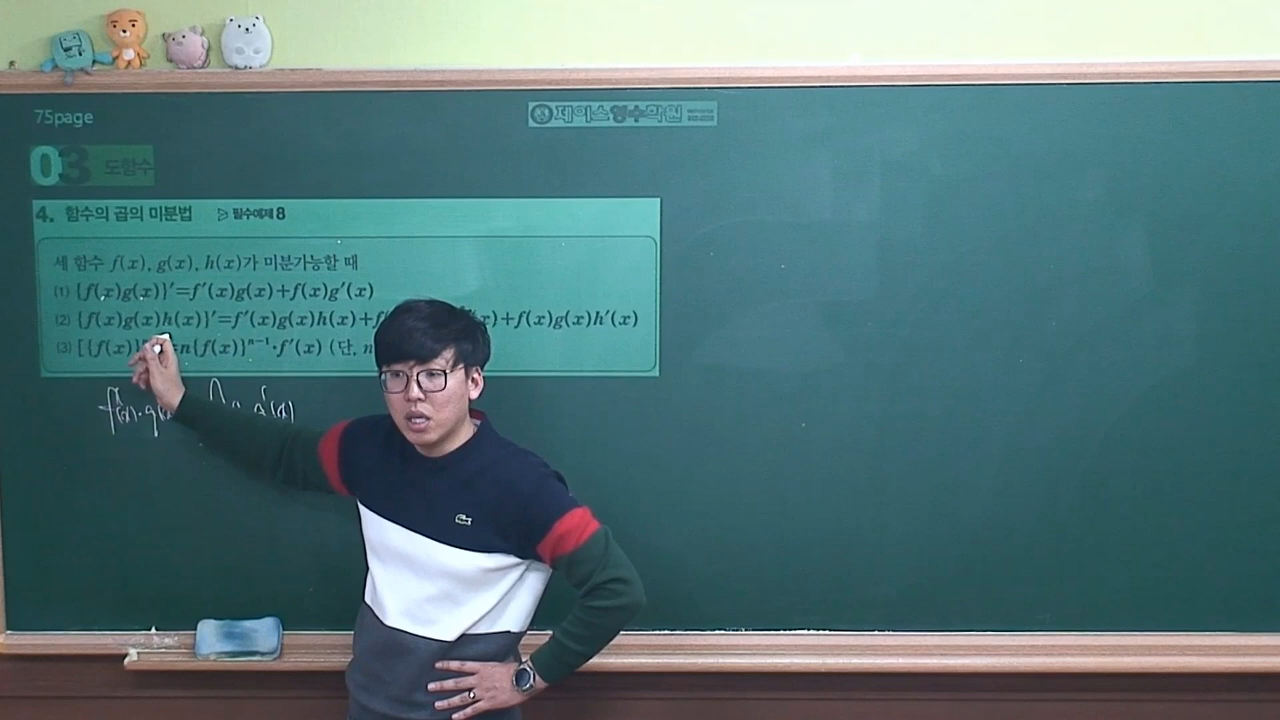 75page
제이스영수학원
03 도함수
4. 함수의 곱의 미분법 ▷ 필수예제 8
세 함수 f(x), g(x), h(x)가 미분가능할 때
(1) {f(x)g(x)}′=f′(x)g(x)+f(x)g′(x)
(2) {f(x)g(x)h(x)}′=f′(x)g(x)h(x)+f x)+f(x)g(x)h′(x)
(3) [{f(x)} =n{f(x)}ⁿ⁻¹·f′(x) (단, n